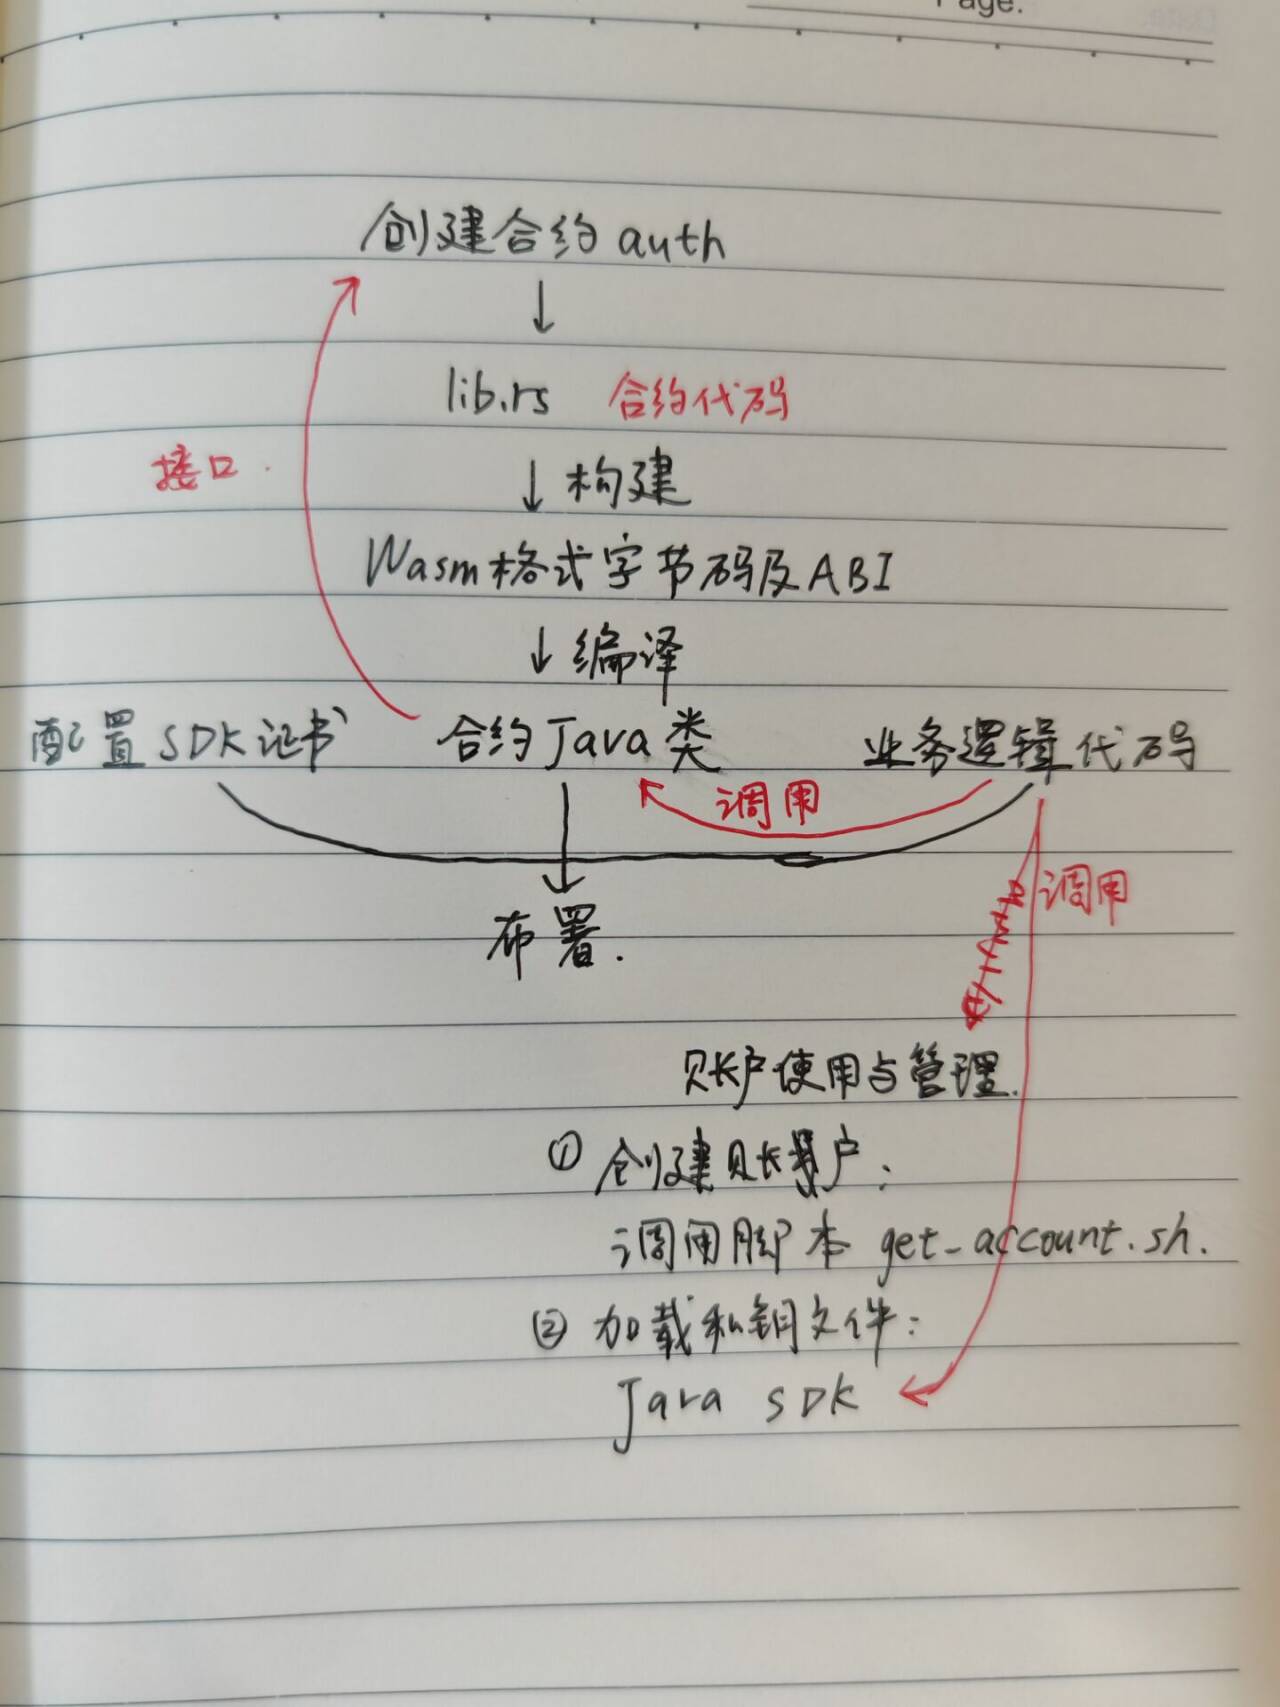 Page.
创建合约 auth
lib.rs 合约代码
接口
构建
Wasm格式字节码及ABI
编译
配置SDK证书 合约Java类 业务逻辑代码
调用
调用
布署.
账户使用与管理.
① 创建账户:
调用脚本 get_account.sh.
② 加载私钥文件:
Java SDK